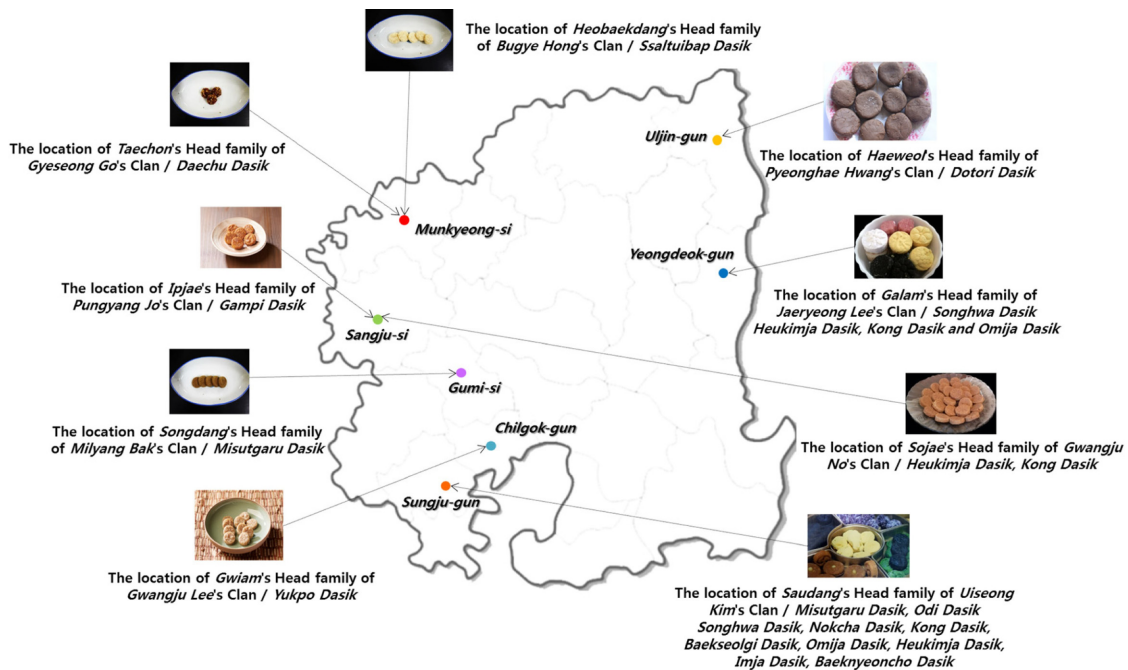 The location of Heobaekdang's Head family
of Bugye Hong's Clan / Ssaltuibap Dasik
The location of Taechon's Head family of
Gyeseong Go's Clan / Daechu Dasik
Uljin-gun
The location of Haeweol's Head family of
Pyeonghae Hwang's Clan / Dotori Dasik
Munkyeong-si
Yeongdeok-gun
The location of Ipjae's Head family of
Pungyang Jo's Clan / Gampi Dasik
The location of Galam's Head family of
Jaeryeong Lee's Clan / Songhwa Dasik
Heukimja Dasik, Kong Dasik and Omija Dasik
Sangju-si
Gumi-si
The location of Songdang's Head family
of Milyang Bak's Clan / Misutgaru Dasik
Chilgok-gun
The location of Sojae's Head family of Gwangju
No's Clan / Heukimja Dasik, Kong Dasik
Sungju-gun
The location of Gwiam's Head family of
Gwangju Lee's Clan / Yukpo Dasik
The location of Saudang's Head family of Uiseong
Kim's Clan / Misutgaru Dasik, Odi Dasik
Songhwa Dasik, Nokcha Dasik, Kong Dasik,
Baekseolgi Dasik, Omija Dasik, Heukimja Dasik,
Imja Dasik, Baeknyeoncho Dasik